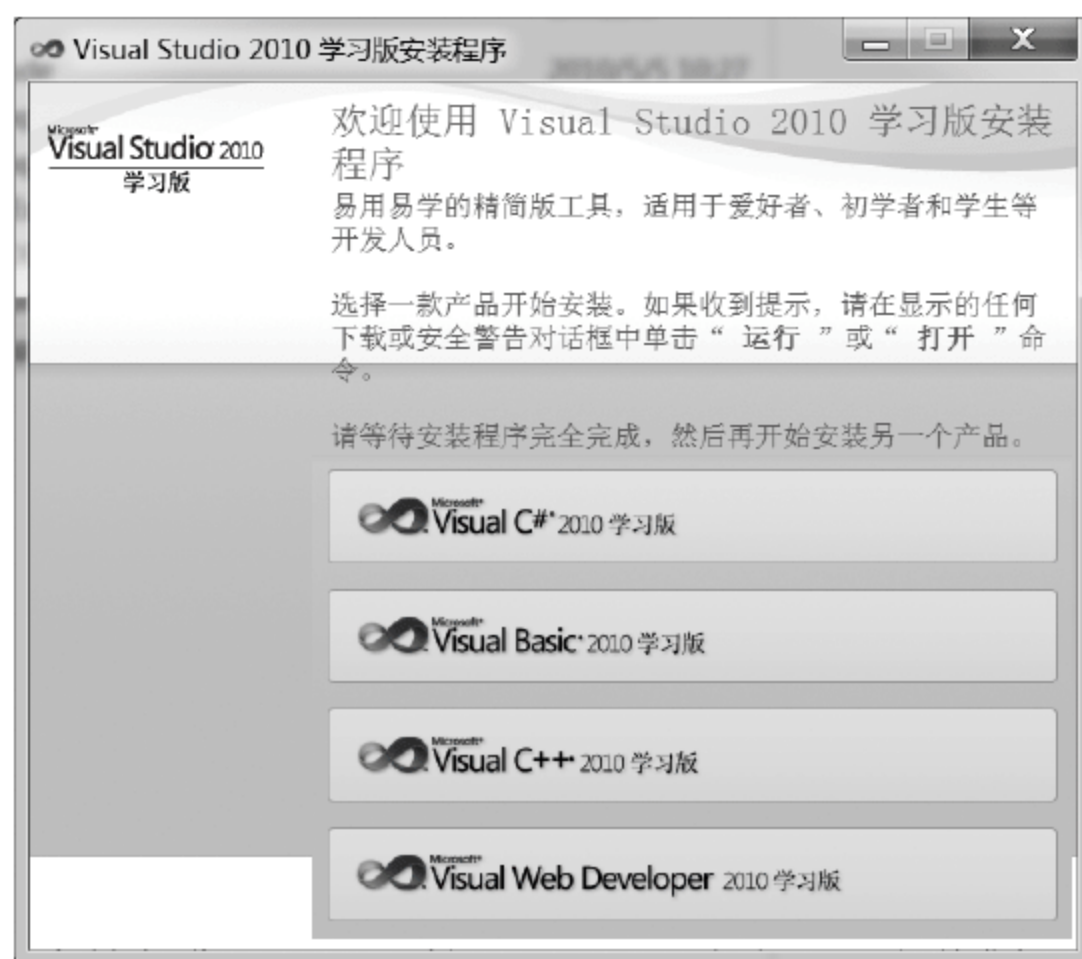 Visual Studio 2010 学习版安装程序
Microsoft
Visual Studio 2010
学习版
欢迎使用 Visual Studio 2010 学习版安装
程序
易用易学的精简版工具，适用于爱好者、初学者和学生等
开发人员。
选择一款产品开始安装。如果收到提示，请在显示的任何
下载或安全警告对话框中单击“ 运行 ”或“ 打开 ”命
令。
请等待安装程序完全完成，然后再开始安装另一个产品。
Microsoft
Visual C# 2010 学习版
Microsoft
Visual Basic 2010 学习版
Microsoft
Visual C++ 2010 学习版
Microsoft
Visual Web Developer 2010 学习版